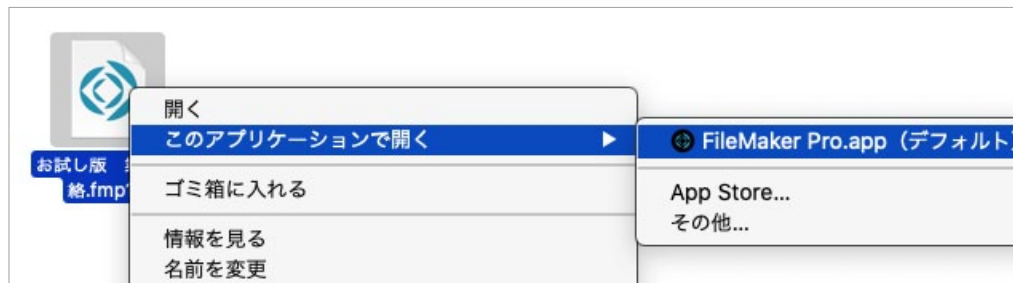 開く
このアプリケーションで開く
FileMaker Pro.app（デフォルト）
お試し版
絡.fmp
ゴミ箱に入れる
App Store...
その他...
情報を見る
名前を変更